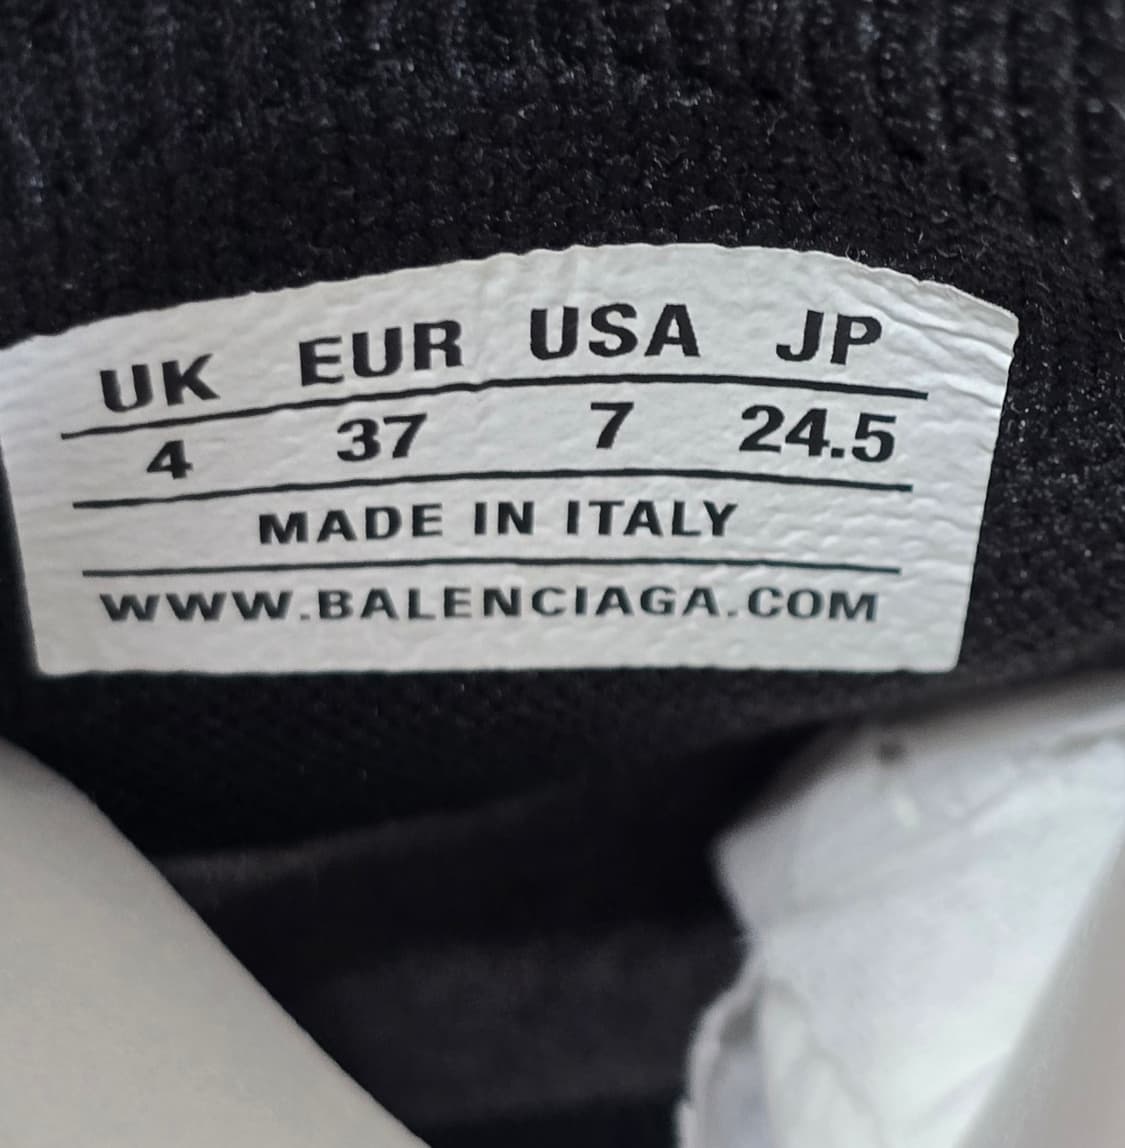 UK EUR USA JP
4 37 7 24.5
MADE IN ITALY
WWW.BALENCIAGA.COM